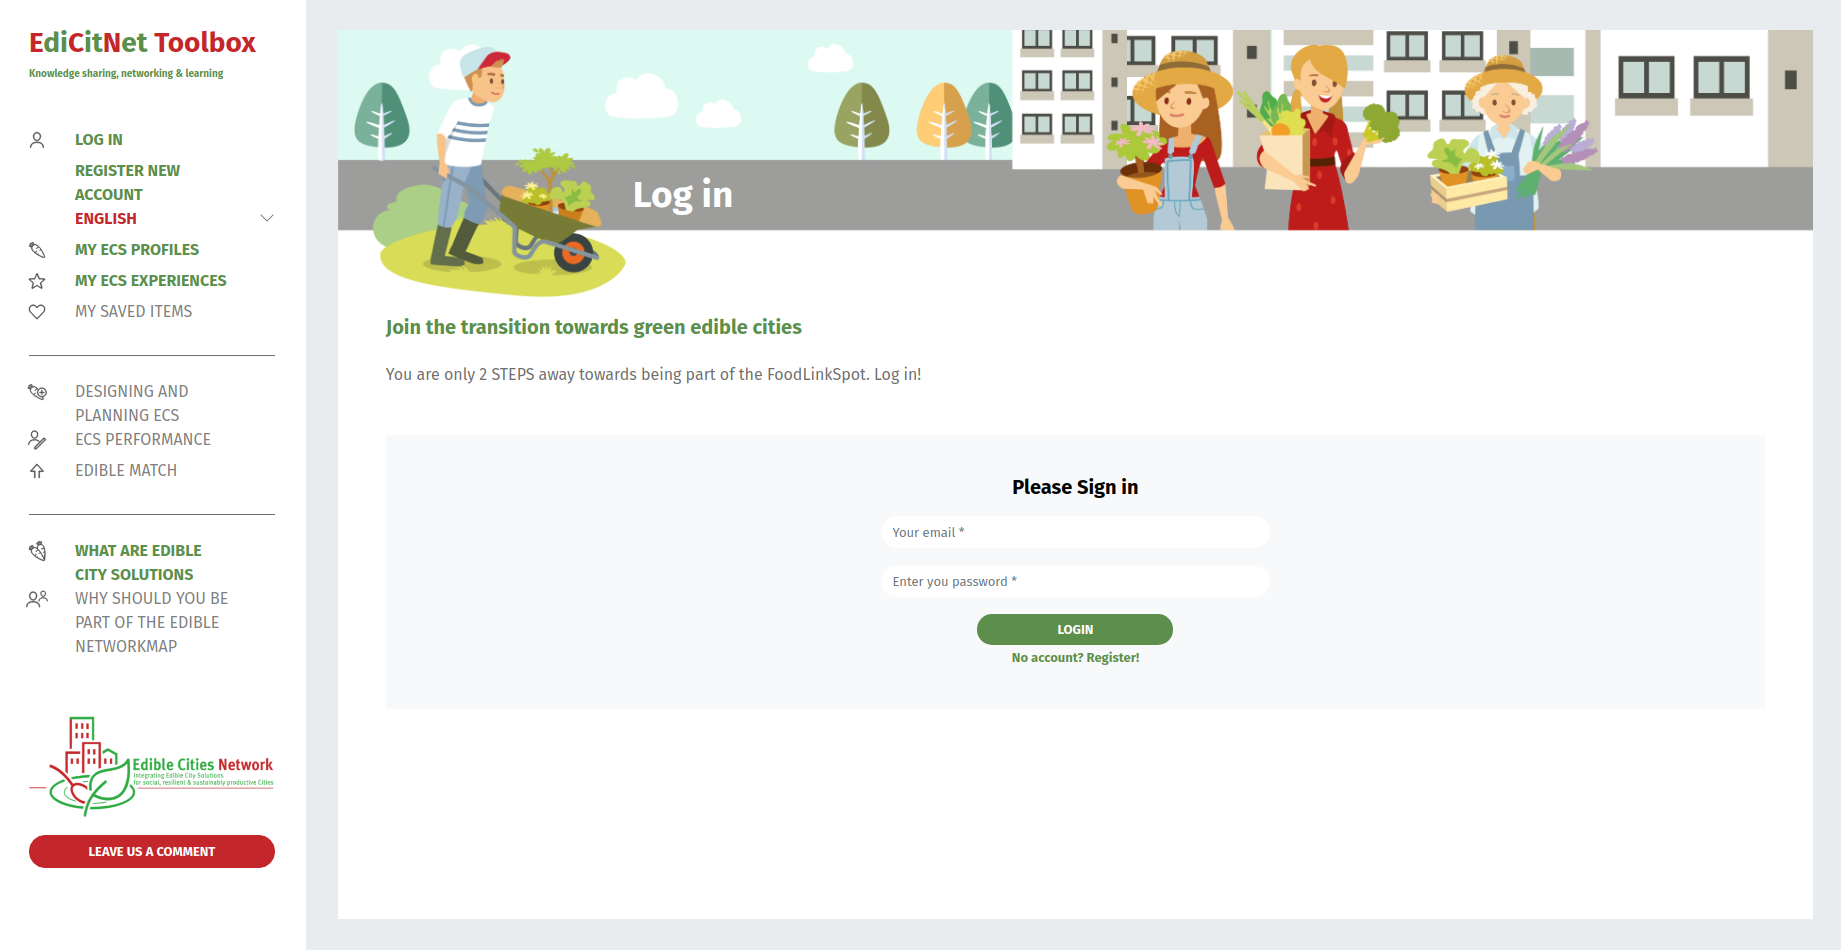 EdiCitNet Toolbox
Knowledge sharing, networking & learning
LOG IN
REGISTER NEW
ACCOUNT
ENGLISH
MY ECS PROFILES
MY ECS EXPERIENCES
MY SAVED ITEMS
DESIGNING AND
PLANNING ECS
ECS PERFORMANCE
EDIBLE MATCH
WHAT ARE EDIBLE
CITY SOLUTIONS
WHY SHOULD YOU BE
PART OF THE EDIBLE
NETWORKMAP
Edible Cities Network
Integrating Edible City Solutions
for social, resilient & sustainably productive Cities
LEAVE US A COMMENT
Log in
Join the transition towards green edible cities
You are only 2 STEPS away towards being part of the FoodLinkSpot. Log in!
Please Sign in
Your email *
Enter you password *
LOGIN
No account? Register!